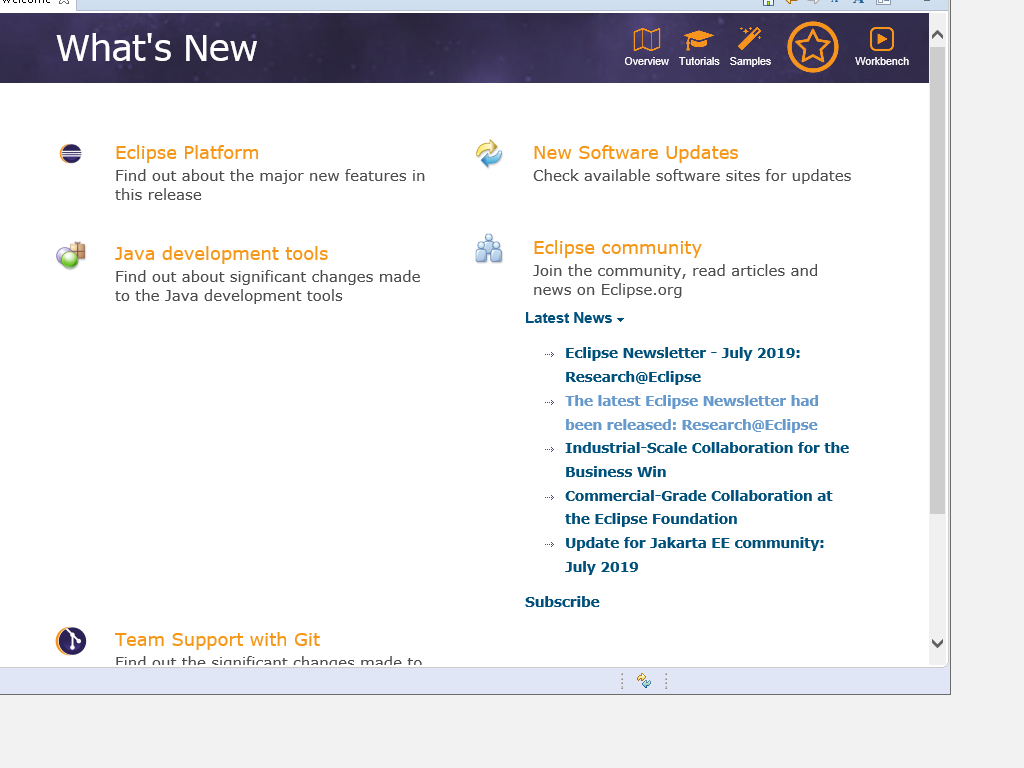 Welcome
What's New
Overview
Tutorials
Samples
Workbench
Eclipse Platform
Find out about the major new features in
this release
Java development tools
Find out about significant changes made
to the Java development tools
Team Support with Git
Find out the significant changes made to
New Software Updates
Check available software sites for updates
Eclipse community
Join the community, read articles and
news on Eclipse.org
Latest News
Eclipse Newsletter - July 2019:
Research@Eclipse
The latest Eclipse Newsletter had
been released: Research@Eclipse
Industrial-Scale Collaboration for the
Business Win
Commercial-Grade Collaboration at
the Eclipse Foundation
Update for Jakarta EE community:
July 2019
Subscribe